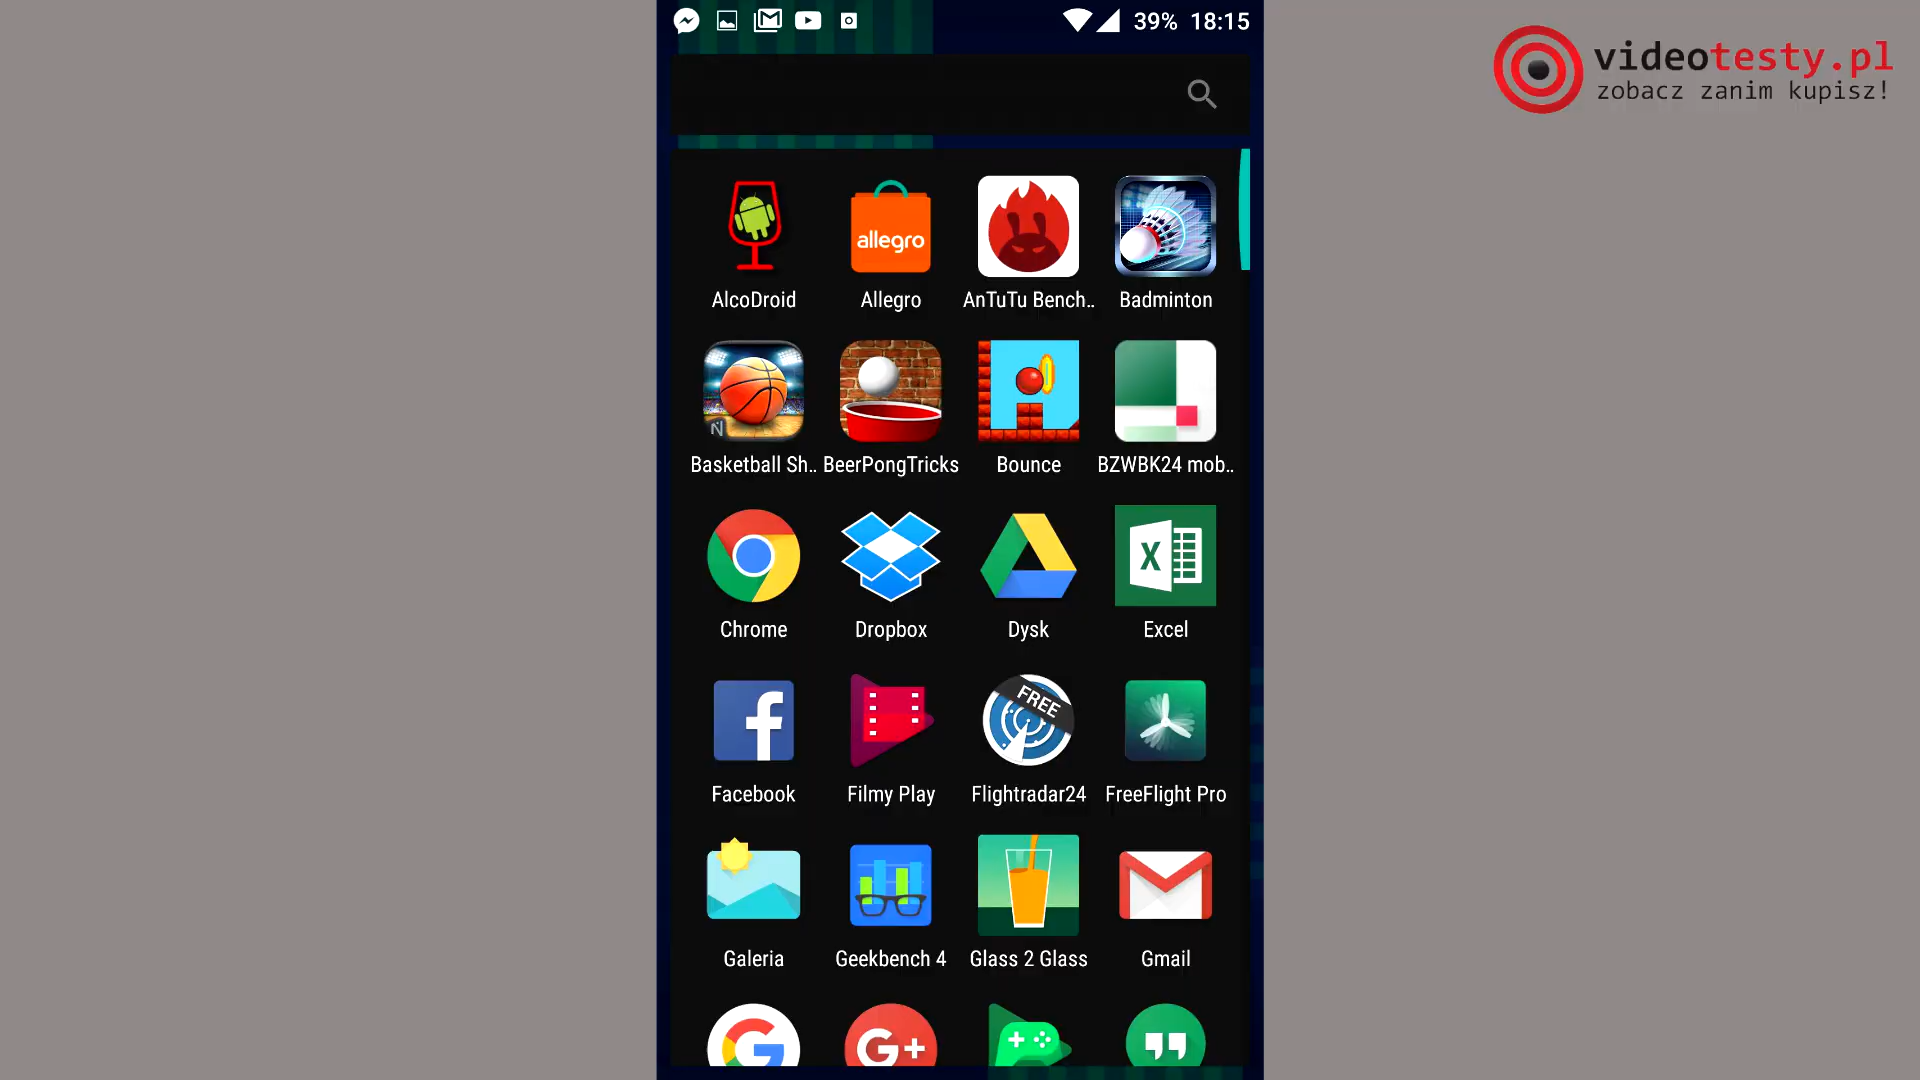 39% 18:15
videotesty.pl
zobacz zanim kupisz!
allegro
AlcoDroid Allegro AnTuTu Bench.. Badminton
N
Basketball Sh.. BeerPongTricks Bounce BZWBK24 mob..
X
Chrome Dropbox Dysk Excel
f FREE
Facebook Filmy Play Flightradar24 FreeFlight Pro
Galeria Geekbench 4 Glass 2 Glass Gmail
G G+